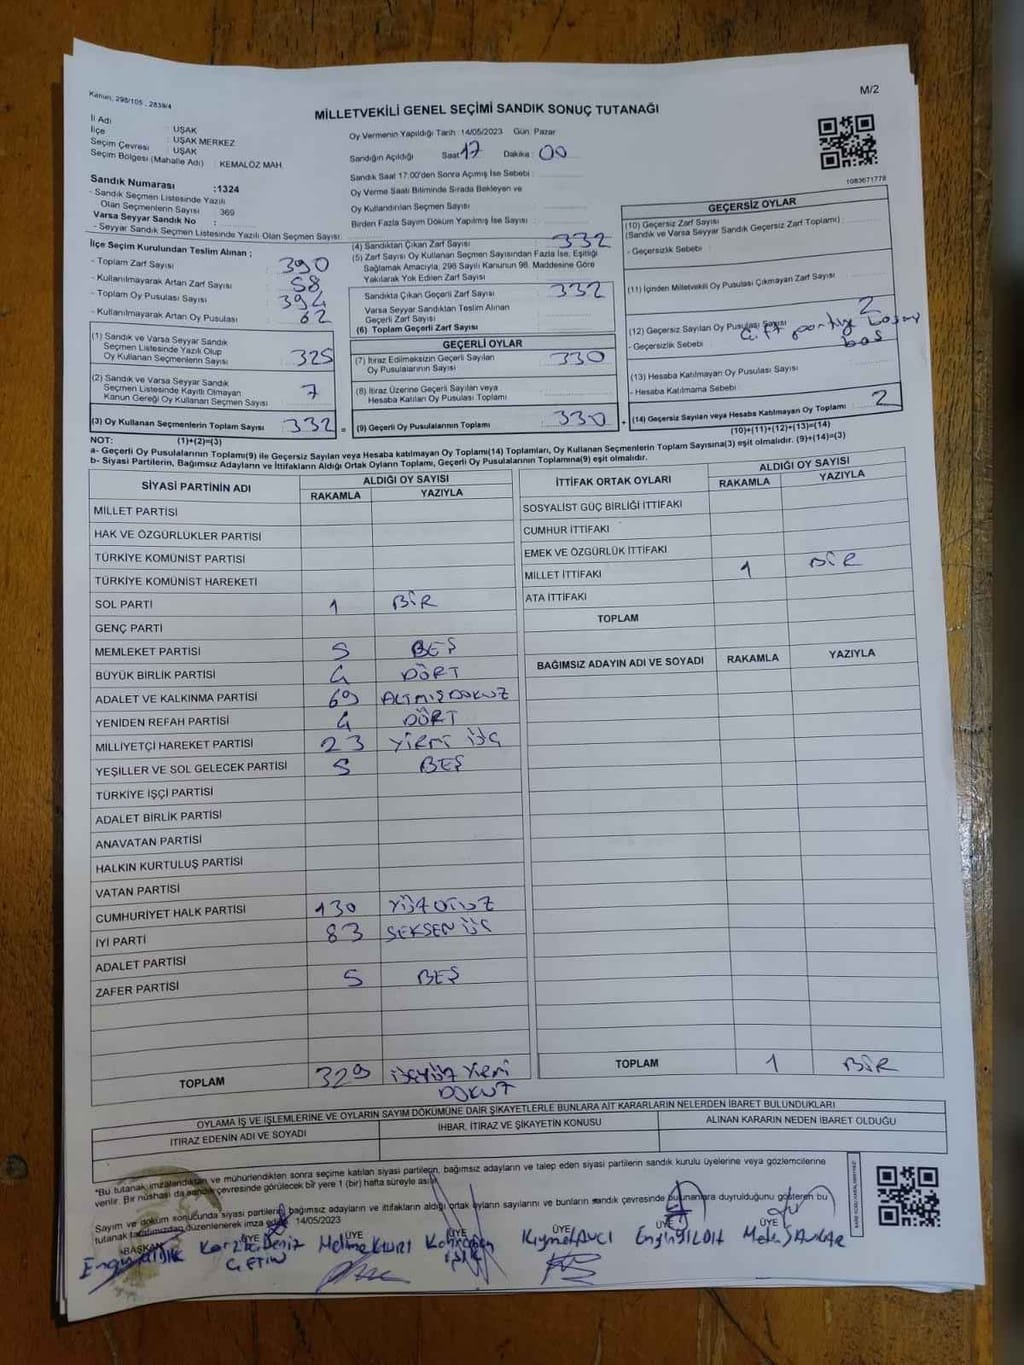 Kanun, 298/105 , 2839/4
M/2
MİLLETVEKİLİ GENEL SEÇİMİ SANDIK SONUÇ TUTANAĞI
İl Adı : UŞAK
İlçe : UŞAK MERKEZ
Seçim Çevresi : UŞAK
Seçim Bölgesi (Mahalle Adı) : KEMALÖZ MAH.
Sandık Numarası :1324
- Sandık Seçmen Listesinde Yazılı
Olan Seçmenlerin Sayısı : 369
Varsa Seyyar Sandık No :
- Seyyar Sandık Seçmen Listesinde Yazılı Olan Seçmen Sayısı:
Oy Vermenin Yapıldığı Tarih : 14/05/2023 Gün: Pazar
Sandığın Açıldığı Saat: 17 Dakika : 00
Sandık Saat 17:00'den Sonra Açımış İse Sebebi :
Oy Verme Saati Bitiminde Sırada Bekleyen ve
Oy Kullandırılan Seçmen Sayısı :
Birden Fazla Sayım Döküm Yapılmış İse Sayısı :
1083671778
İlçe Seçim Kurulundan Teslim Alınan ;
- Toplam Zarf Sayısı : 390
- Kullanılmayarak Artan Zarf Sayısı : 58
- Toplam Oy Pusulası Sayısı : 394
- Kullanılmayarak Artan Oy Pusulası : 62
(1) Sandık ve Varsa Seyyar Sandık
Seçmen Listesinde Yazılı Olup
Oy Kullanan Seçmenlerin Sayısı : 325
(2) Sandık ve Varsa Seyyar Sandık
Seçmen Listesinde Kayıtlı Olmayan
Kanun Gereği Oy Kullanan Seçmen Sayısı : 7
(3) Oy Kullanan Seçmenlerin Toplam Sayısı : 332
(4) Sandıktan Çıkan Zarf Sayısı : 332
(5) Zarf Sayısı Oy Kullanan Seçmen Sayısından Fazla İse, Eşitliği
Sağlamak Amacıyla, 298 Sayılı Kanunun 98. Maddesine Göre
Yakılarak Yok Edilen Zarf Sayısı
Sandıkta Çıkan Geçerli Zarf Sayısı : 332
Varsa Seyyar Sandıktan Teslim Alınan
Geçerli Zarf Sayısı
(6) Toplam Geçerli Zarf Sayısı
GEÇERLİ OYLAR
(7) İtiraz Edilmeksizin Geçerli Sayılan
Oy Pusulalarının Sayısı : 330
(8) İtiraz Üzerine Geçerli Sayılan veya
Hesaba Katılan Oy Pusulası Toplamı
= (9) Geçerli Oy Pusulalarının Toplamı : 330
GEÇERSİZ OYLAR
(10) Geçersiz Zarf Sayısı
(Sandık ve Varsa Seyyar Sandık Geçersiz Zarf Toplamı) :
- Geçersizlik Sebebi :
(11) İçinden Milletvekili Oy Pusulası Çıkmayan Zarf Sayısı
(12) Geçersiz Sayılan Oy Pusulası Sayısı : 2
- Geçersizlik Sebebi : çift partiy
boş
(13) Hesaba Katılmayan Oy Pusulası Sayısı :
- Hesaba Katılmama Sebebi :
+ (14) Geçersiz Sayılan veya Hesaba Katılmayan Oy Toplamı : 2
NOT: (1)+(2)=(3)
(10)+(11)+(12)+(13)=(14)
a- Geçerli Oy Pusulalarının Toplamı(9) ile Geçersiz Sayılan veya Hesaba katılmayan Oy Toplamı(14) Toplamları, Oy Kullanan Seçmenlerin Toplam Sayısına(3) eşit olmalıdır. (9)+(14)=(3)
b- Siyasi Partilerin, Bağımsız Adayların ve İttifakların Aldığı Ortak Oyların Toplamı, Geçerli Oy Pusulalarının Toplamına(9) eşit olmalıdır.
SİYASİ PARTİNİN ADI ALDIĞI OY SAYISI
RAKAMLA YAZIYLA
MİLLET PARTİSİ
HAK VE ÖZGÜRLÜKLER PARTİSİ
TÜRKİYE KOMÜNİST PARTİSİ
TÜRKİYE KOMÜNİST HAREKETİ
SOL PARTİ 1 BİR
GENÇ PARTİ
MEMLEKET PARTİSİ 5 BEŞ
BÜYÜK BİRLİK PARTİSİ 4 DÖRT
ADALET VE KALKINMA PARTİSİ 69 ALTMIŞDOKUZ
YENİDEN REFAH PARTİSİ 4 DÖRT
MİLLİYETÇİ HAREKET PARTİSİ 23 YİRMİ ÜÇ
YEŞİLLER VE SOL GELECEK PARTİSİ 5 BEŞ
TÜRKİYE İŞÇİ PARTİSİ
ADALET BİRLİK PARTİSİ
ANAVATAN PARTİSİ
HALKIN KURTULUŞ PARTİSİ
VATAN PARTİSİ
CUMHURİYET HALK PARTİSİ 130 YÜZ OTUZ
İYİ PARTİ 83 SEKSEN ÜÇ
ADALET PARTİSİ
ZAFER PARTİSİ 5 BEŞ
TOPLAM 329 ÜÇYÜZ YİRMİ
DOKUZ
İTTİFAK ORTAK OYLARI ALDIĞI OY SAYISI
RAKAMLA YAZIYLA
SOSYALİST GÜÇ BİRLİĞİ İTTİFAKI
CUMHUR İTTİFAKI
EMEK VE ÖZGÜRLÜK İTTİFAKI
MİLLET İTTİFAKI 1 BİR
ATA İTTİFAKI
TOPLAM
BAĞIMSIZ ADAYIN ADI VE SOYADI RAKAMLA YAZIYLA
TOPLAM 1 BİR
OYLAMA İŞ VE İŞLEMLERİNE VE OYLARIN SAYIM DÖKÜMÜNE DAİR ŞİKAYETLERLE BUNLARA AİT KARARLARIN NELERDEN İBARET BULUNDUKLARI
İTİRAZ EDENİN ADI VE SOYADI İHBAR, İTİRAZ VE ŞİKAYETİN KONUSU ALINAN KARARIN NEDEN İBARET OLDUĞU
*Bu tutanak imzalandıktan ve mühürlendikten sonra seçime katılan siyasi partilerin, bağımsız adayların ve talep eden siyasi partilerin sandık kurulu üyelerine veya gözlemcilerine
verilir. Bir nüshası da sandık çevresinde görülecek bir yere 1 (bir) hafta süreyle asılır.
Sayım ve döküm sonucunda siyasi partilerin, bağımsız adayların ve ittifakların aldığı ortak oyların sayılarını ve bunların sandık çevresinde bulunanlara duyrulduğunu gösteren bu
tutanak tarafımızdan düzenlenerek imza edildi. 14/05/2023
BAŞKAN ÜYE ÜYE ÜYE ÜYE ÜYE ÜYE
Deniz
ÇETİN
Kıymet AVCI
Engin YILDIZ